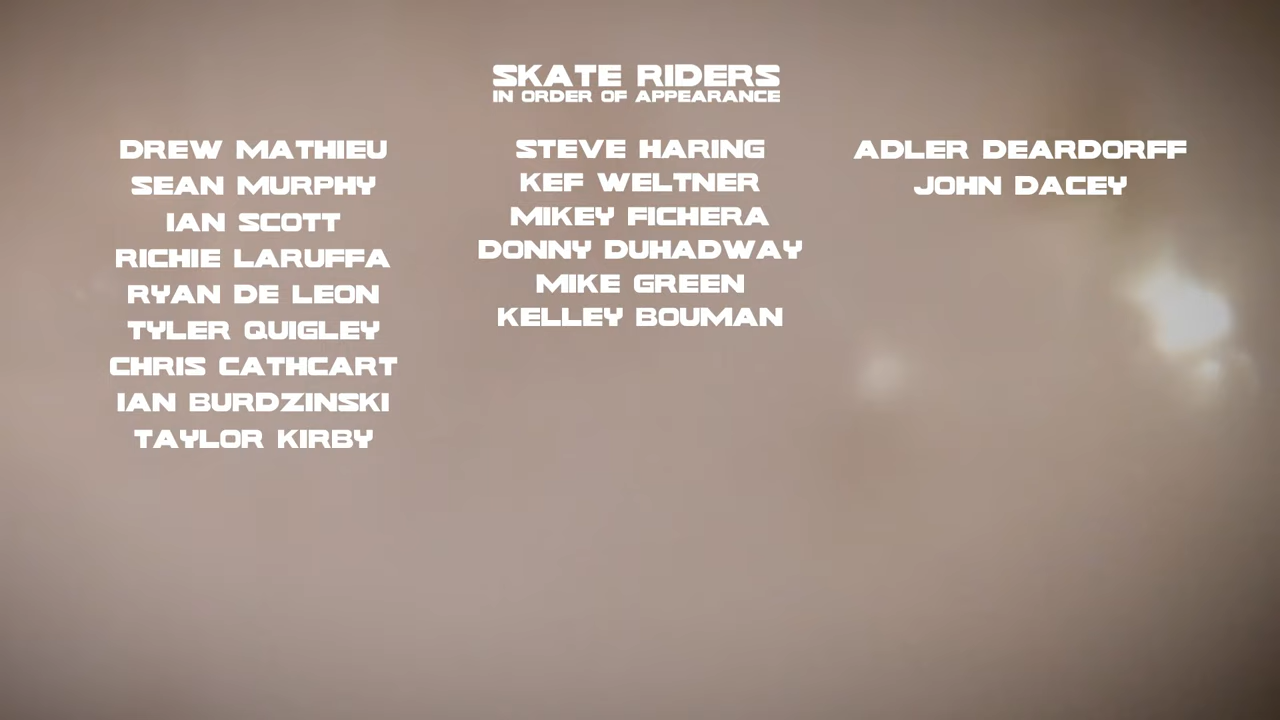 SKATE RIDERS
IN ORDER OF APPEARANCE
DREW MATHIEU
SEAN MURPHY
IAN SCOTT
RICHIE LARUFFA
RYAN DE LEON
TYLER QUIGLEY
CHRIS CATHCART
IAN BURDZINSKI
TAYLOR KIRBY
STEVE HARING
KEF WELTNER
MIKEY FICHERA
DONNY DUHADWAY
MIKE GREEN
KELLEY BOUMAN
ADLER DEARDORFF
JOHN DACEY